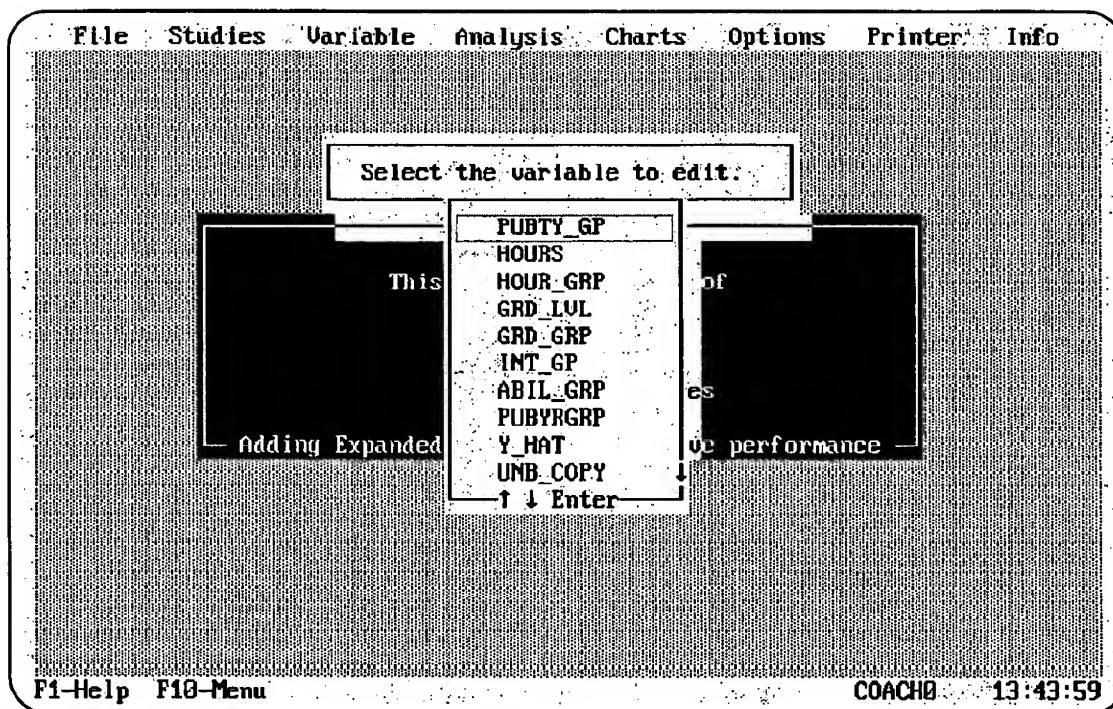 File Studies Variable Analysis Charts Options Printer Info
Select the variable to edit.
PUBTY_GP
HOURS
This HOUR_GRP of
GRD_LVL
GRD_GRP
INT_GP
ABIL_GRP es
PUBYRGRP
Adding Expanded Y_HAT ve performance
UNB_COPY ↓
↑ ↓ Enter
F1-Help F10-Menu COACH0 13:43:59